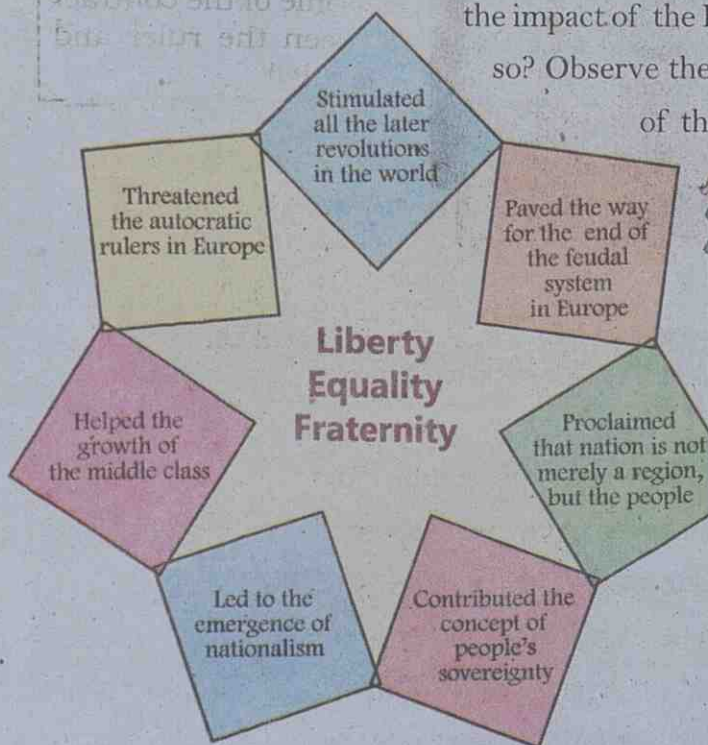 the impact of the
so? Observe the
of th
Stimulated
all the later
revolutions
in the world
Paved the way
for the end of
the feudal
system
in Europe
Proclaimed
that nation is not
merely a region,
but the people
Contributed the
concept of
people's
sovereignty
Led to the
emergence of
nationalism
Helped the
growth of
the middle class
Threatened
the autocratic
rulers in Europe
Liberty
Equality
Fraternity